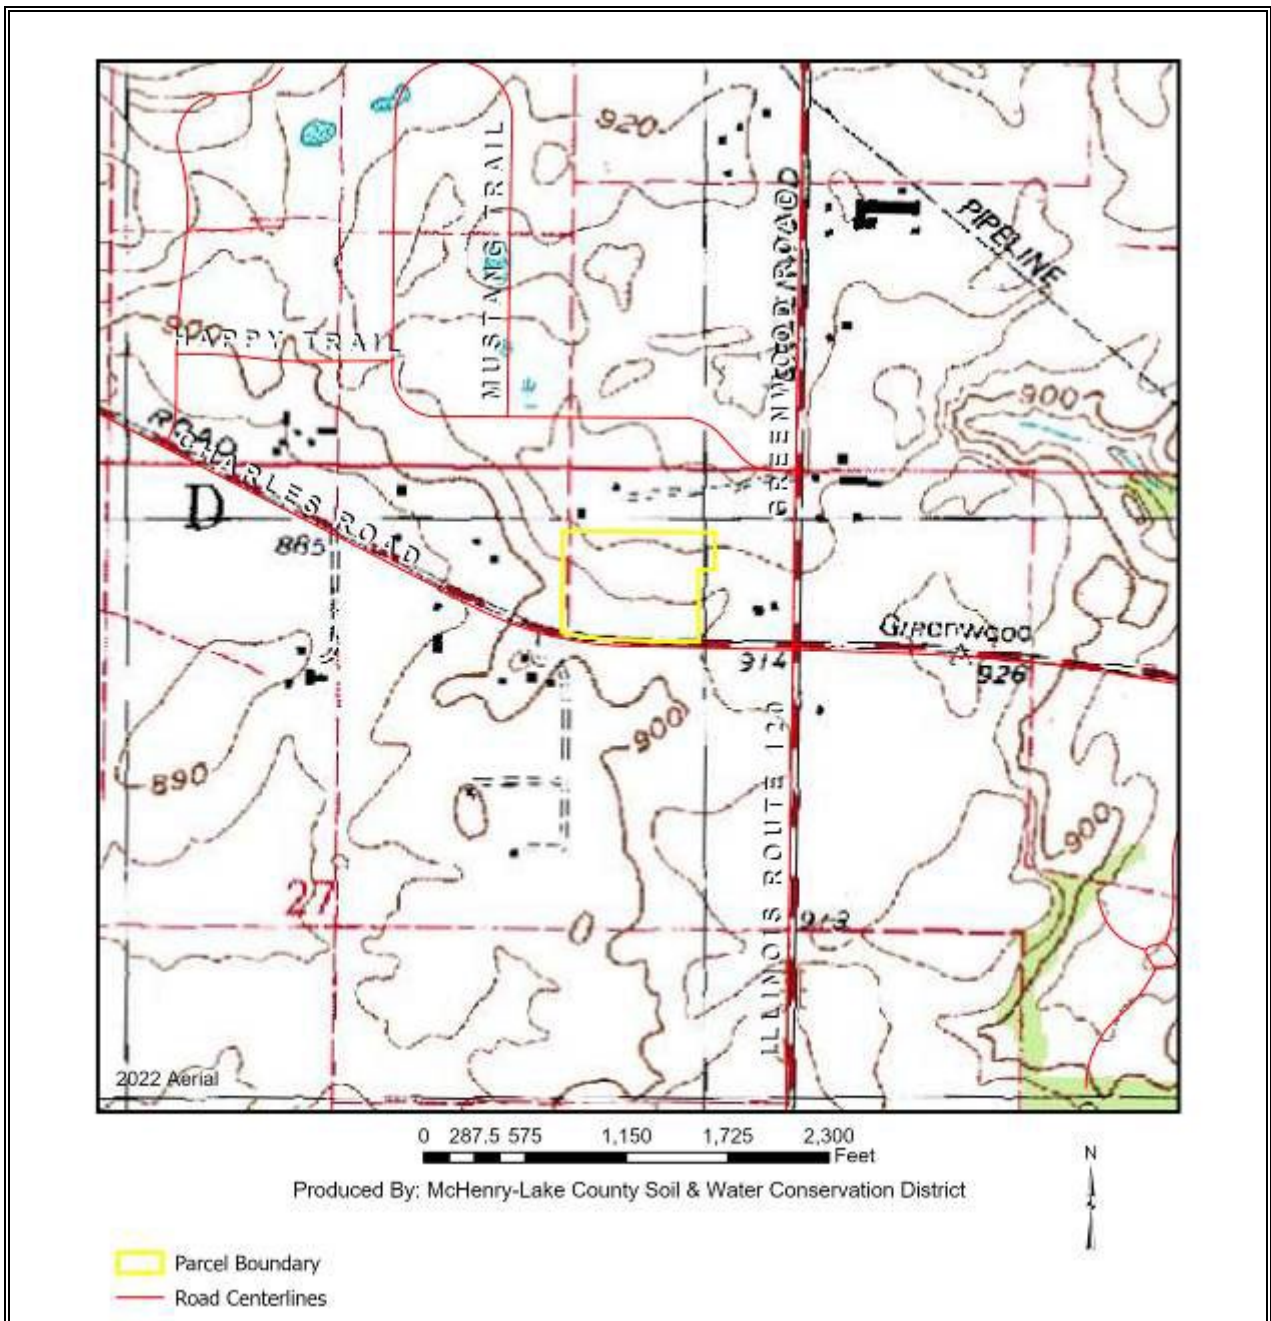 920
MUSTANG TRAIL
GREENWOOD ROAD
PIPELINE
900
HAPPY TRAIL
900
ROAD
CHARLES ROAD
D
885
Greenwood
914
926
ILLINOIS ROUTE 120
900
890
900
27
913
2022 Aerial
0 287.5 575 1,150 1,725 2,300
Feet
N
Produced By: McHenry-Lake County Soil & Water Conservation District
Parcel Boundary
Road Centerlines